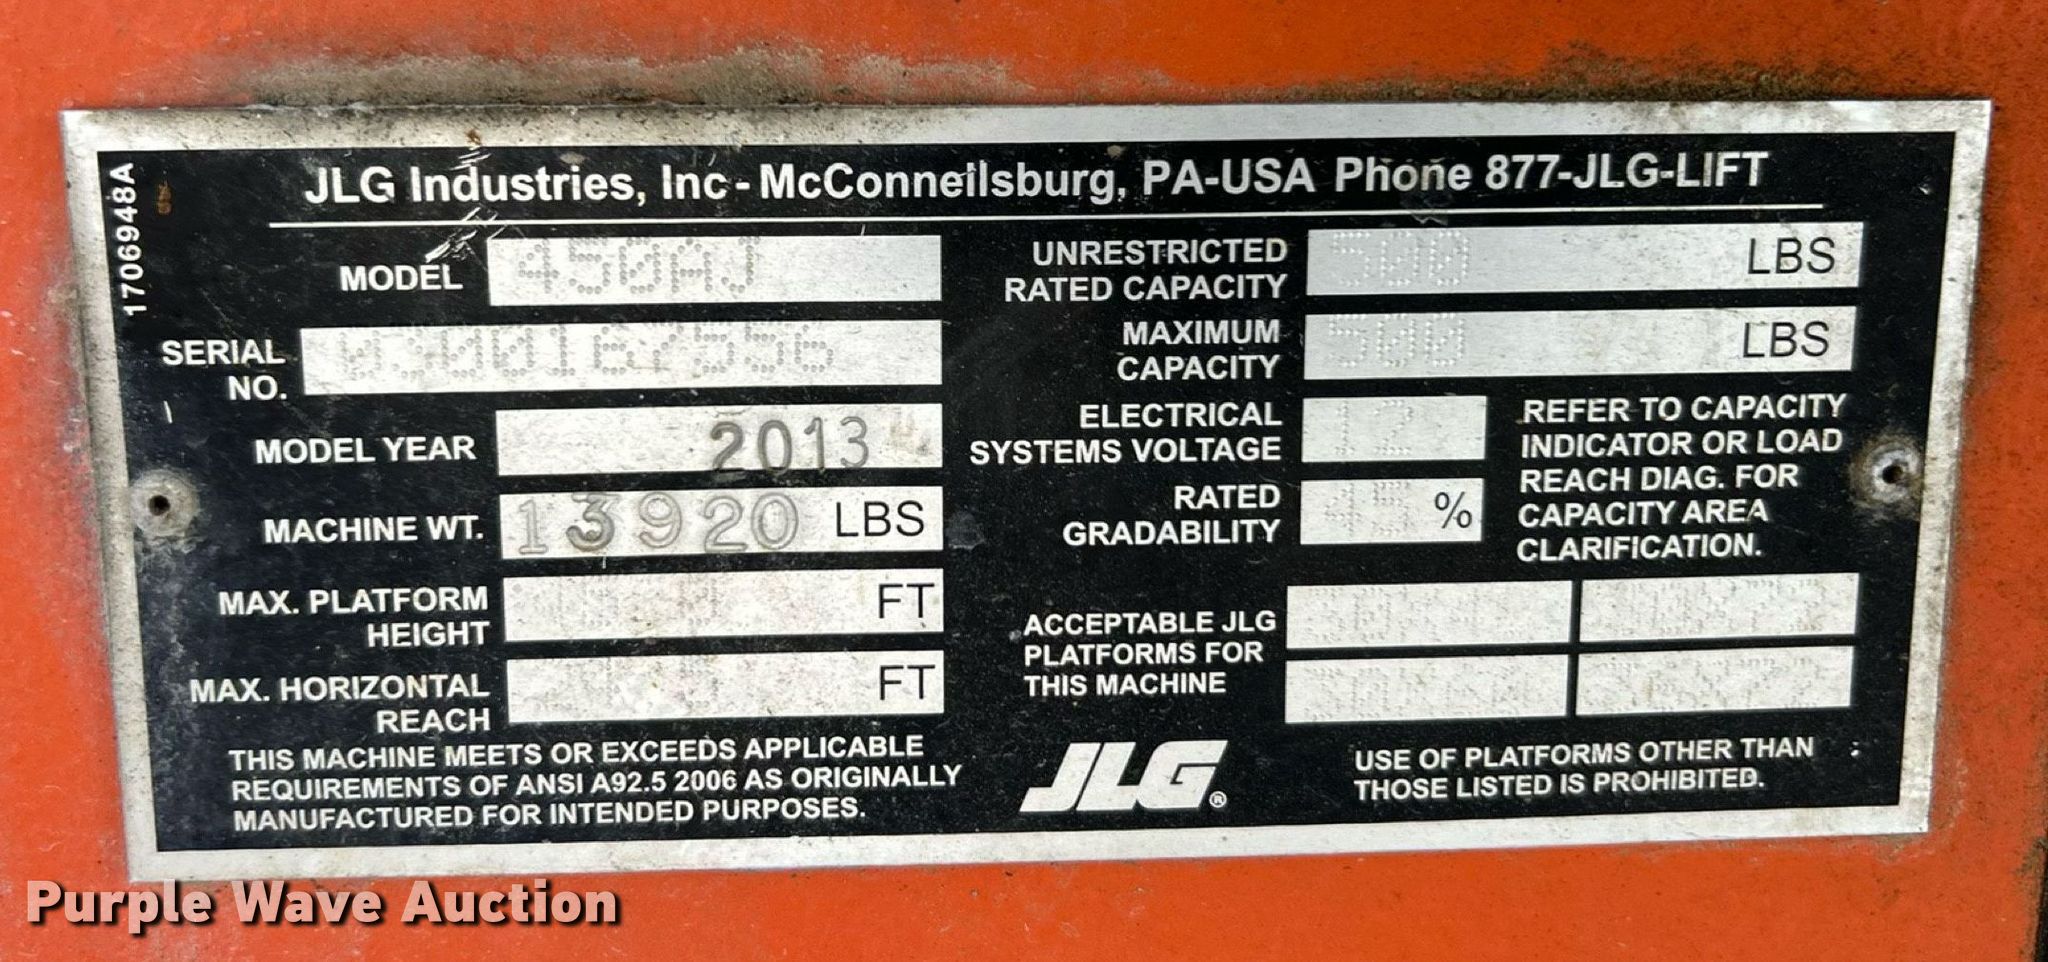 JLG Industries, Inc - McConnellsburg, PA-USA Phone 877-JLG-LIFT
1706948A
MODEL 450AJ
SERIAL NO. 0300167556
MODEL YEAR 2013
MACHINE WT. 13920 LBS
MAX. PLATFORM HEIGHT FT
MAX. HORIZONTAL REACH FT
THIS MACHINE MEETS OR EXCEEDS APPLICABLE
REQUIREMENTS OF ANSI A92.5 2006 AS ORIGINALLY
MANUFACTURED FOR INTENDED PURPOSES.
UNRESTRICTED RATED CAPACITY 500 LBS
MAXIMUM CAPACITY 500 LBS
ELECTRICAL SYSTEMS VOLTAGE 12
RATED GRADABILITY 45 %
REFER TO CAPACITY
INDICATOR OR LOAD
REACH DIAG. FOR
CAPACITY AREA
CLARIFICATION.
ACCEPTABLE JLG
PLATFORMS FOR
THIS MACHINE
JLG®
USE OF PLATFORMS OTHER THAN
THOSE LISTED IS PROHIBITED.
Purple Wave Auction